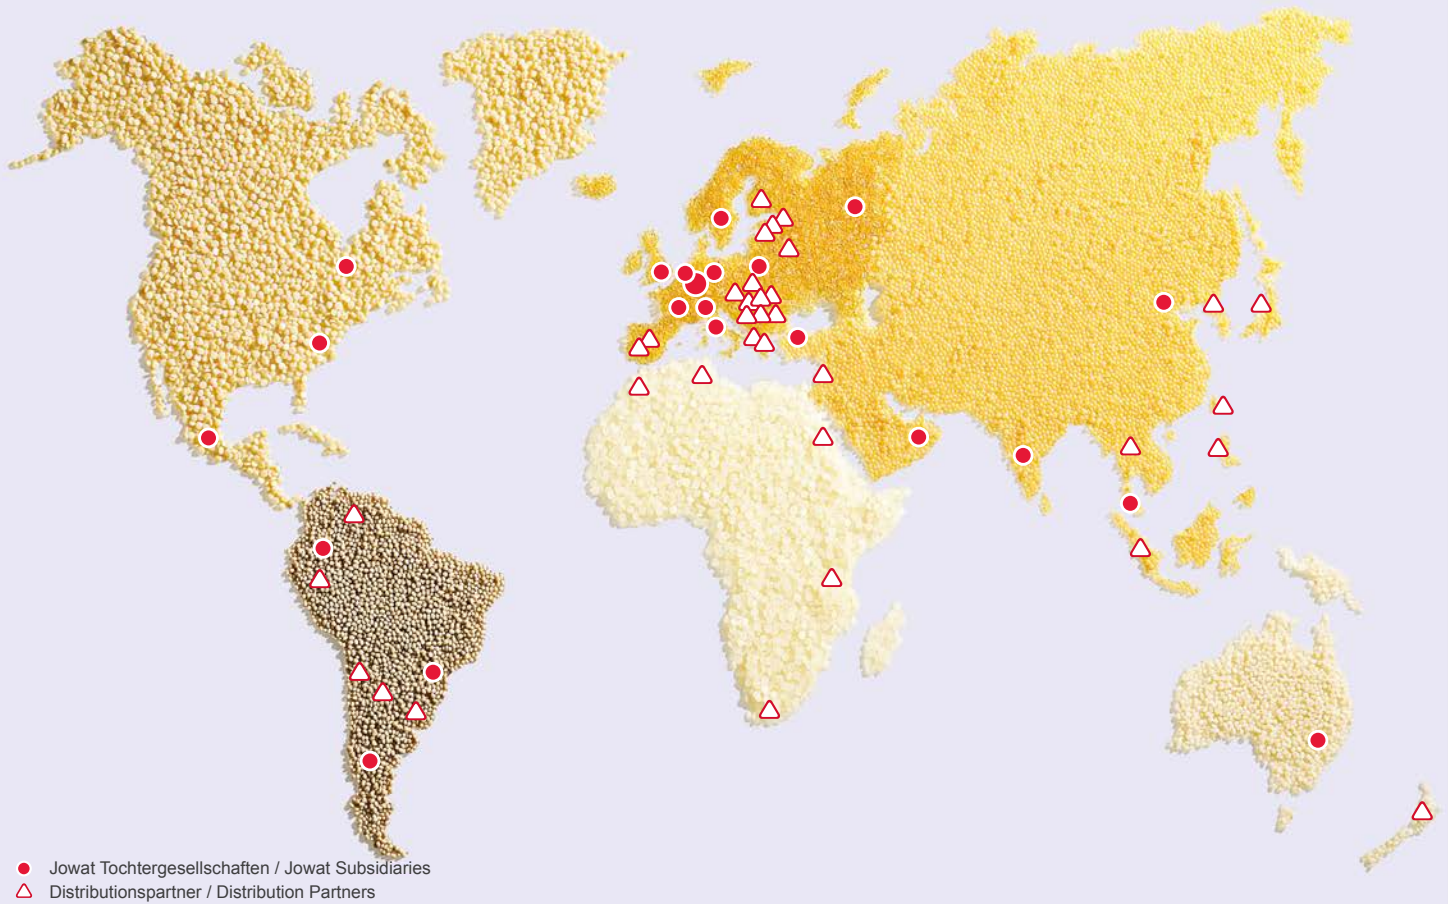 Jowat Tochtergesellschaften / Jowat Subsidiaries
Distributionspartner / Distribution Partners